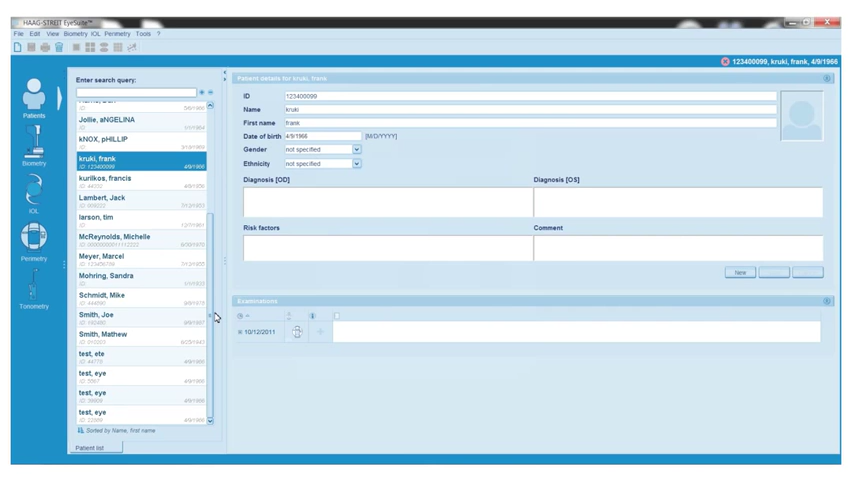 HAAG-STREIT EyeSuite™
File Edit View Biometry IOL Perimetry Tools ?
123400099, kruki, frank, 4/9/1966
Patients
Biometry
IOL
Perimetry
Tonometry
Enter search query:
Jollie, aNGELINA
ID:
kNOX, pHILLIP
ID:
kruki, frank
ID: 123400099 4/9/1966
kurilkos, francis
Lambert, Jack
larson, tim
ID:
McReynolds, Michelle
Meyer, Marcel
Mohring, Sandra
ID:
Schmidt, Mike
Smith, Joe
Smith, Mathew
test, ete
test, eye
test, eye
test, eye
Sorted by Name, first name
Patient list
Patient details for kruki, frank
ID 123400099
Name kruki
First name frank
Date of birth 4/9/1966 [M/D/YYYY]
Gender not specified
Ethnicity not specified
Diagnosis [OD] Diagnosis [OS]
Risk factors Comment
New
Examinations
10/12/2011